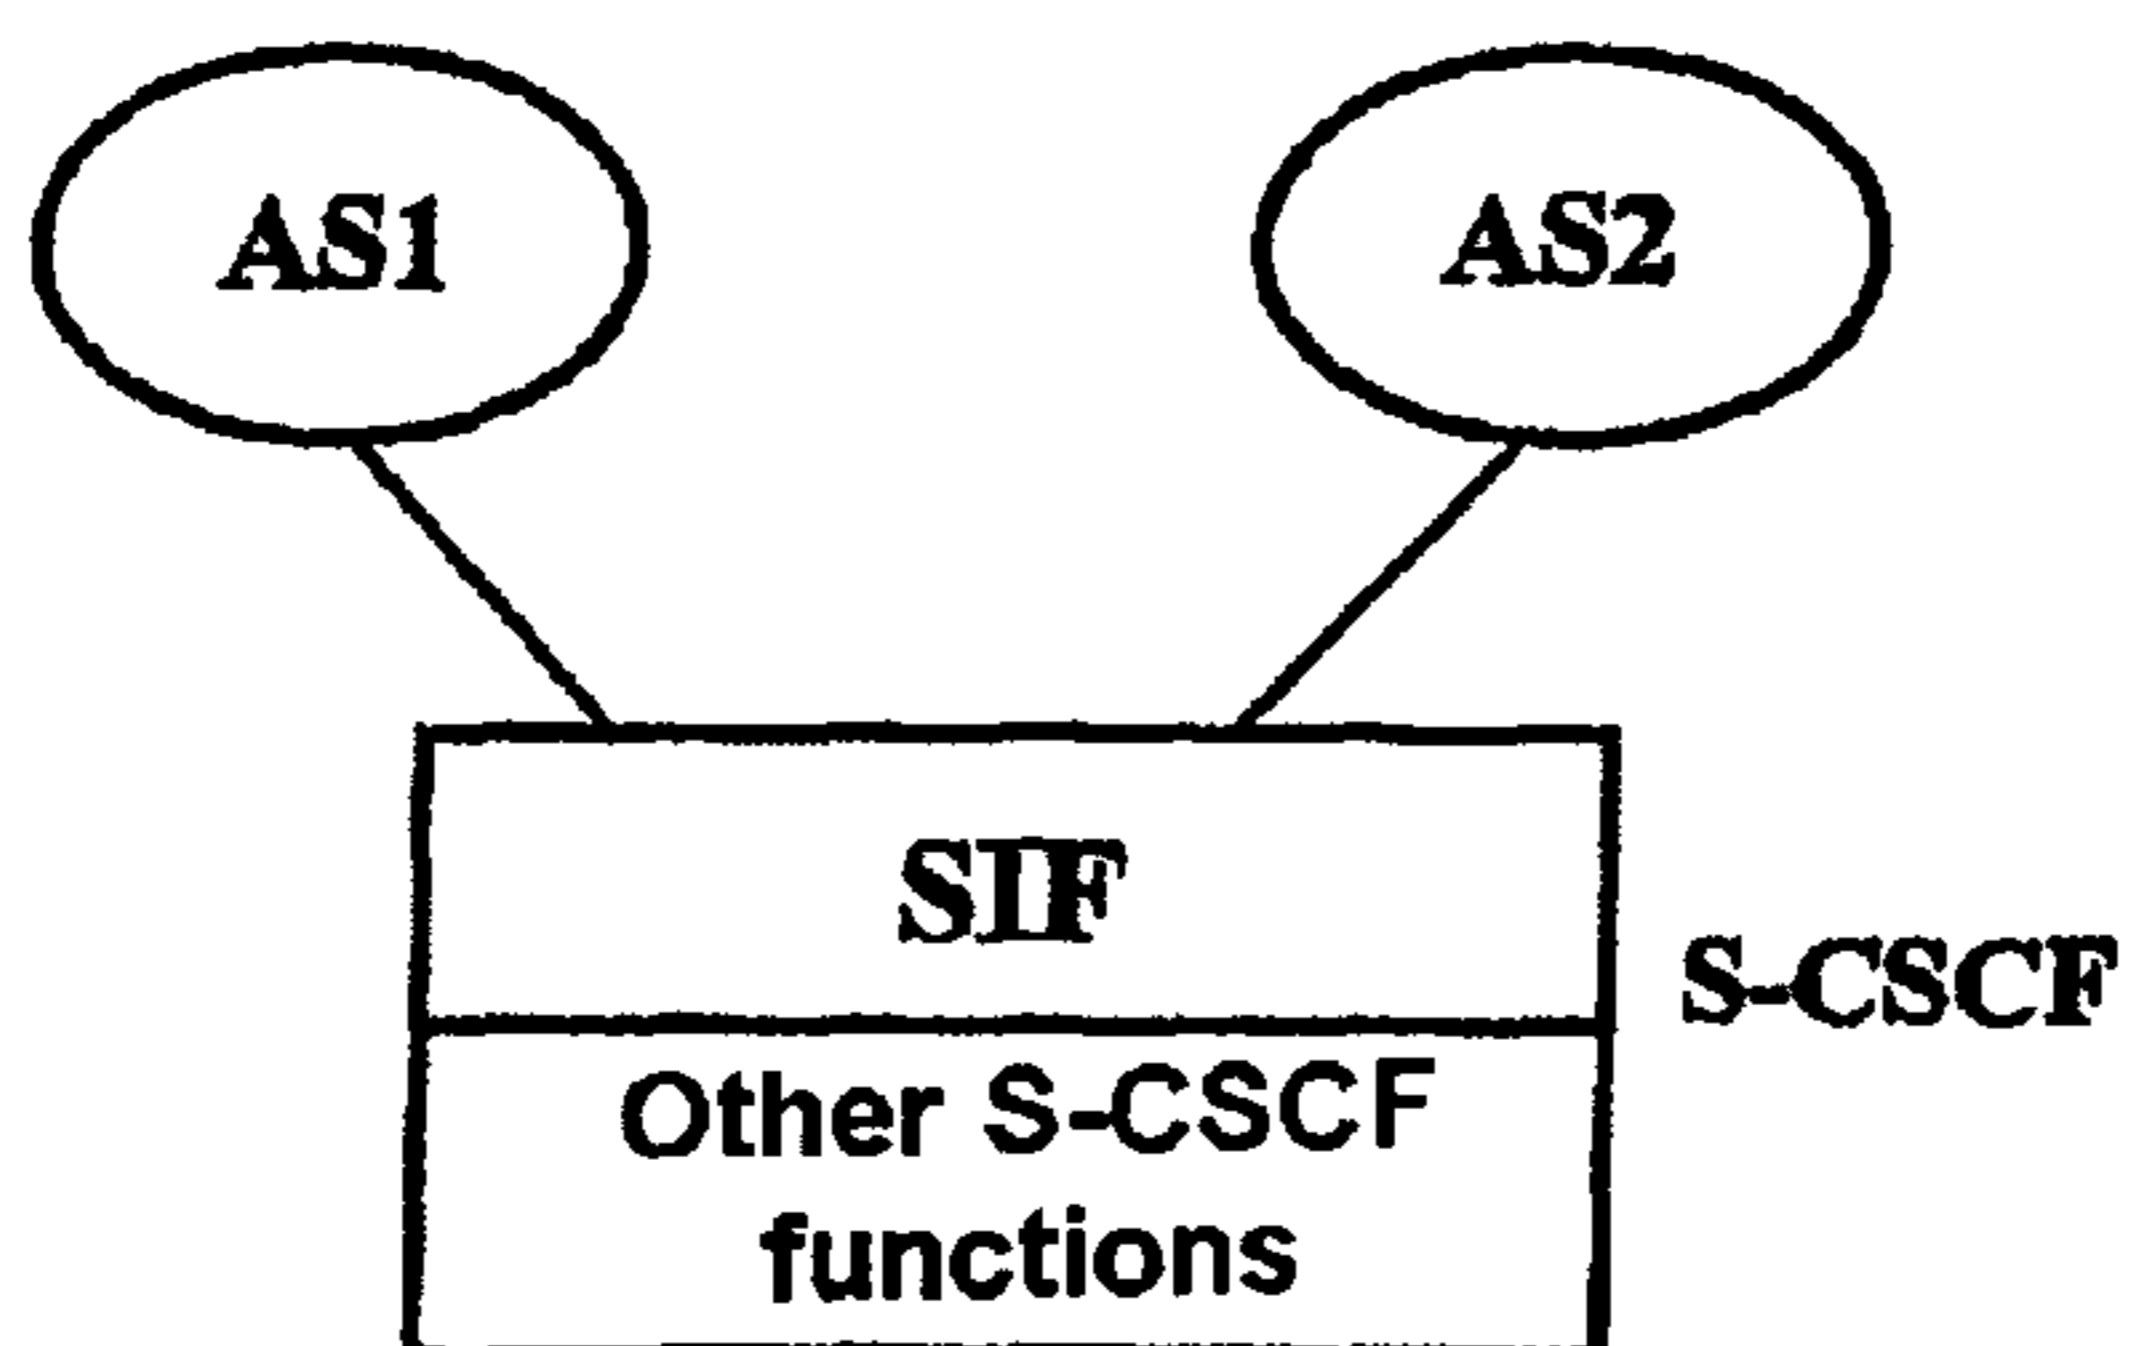 AS1
AS2
SIF
S-CSCF
Other S-CSCF
functions